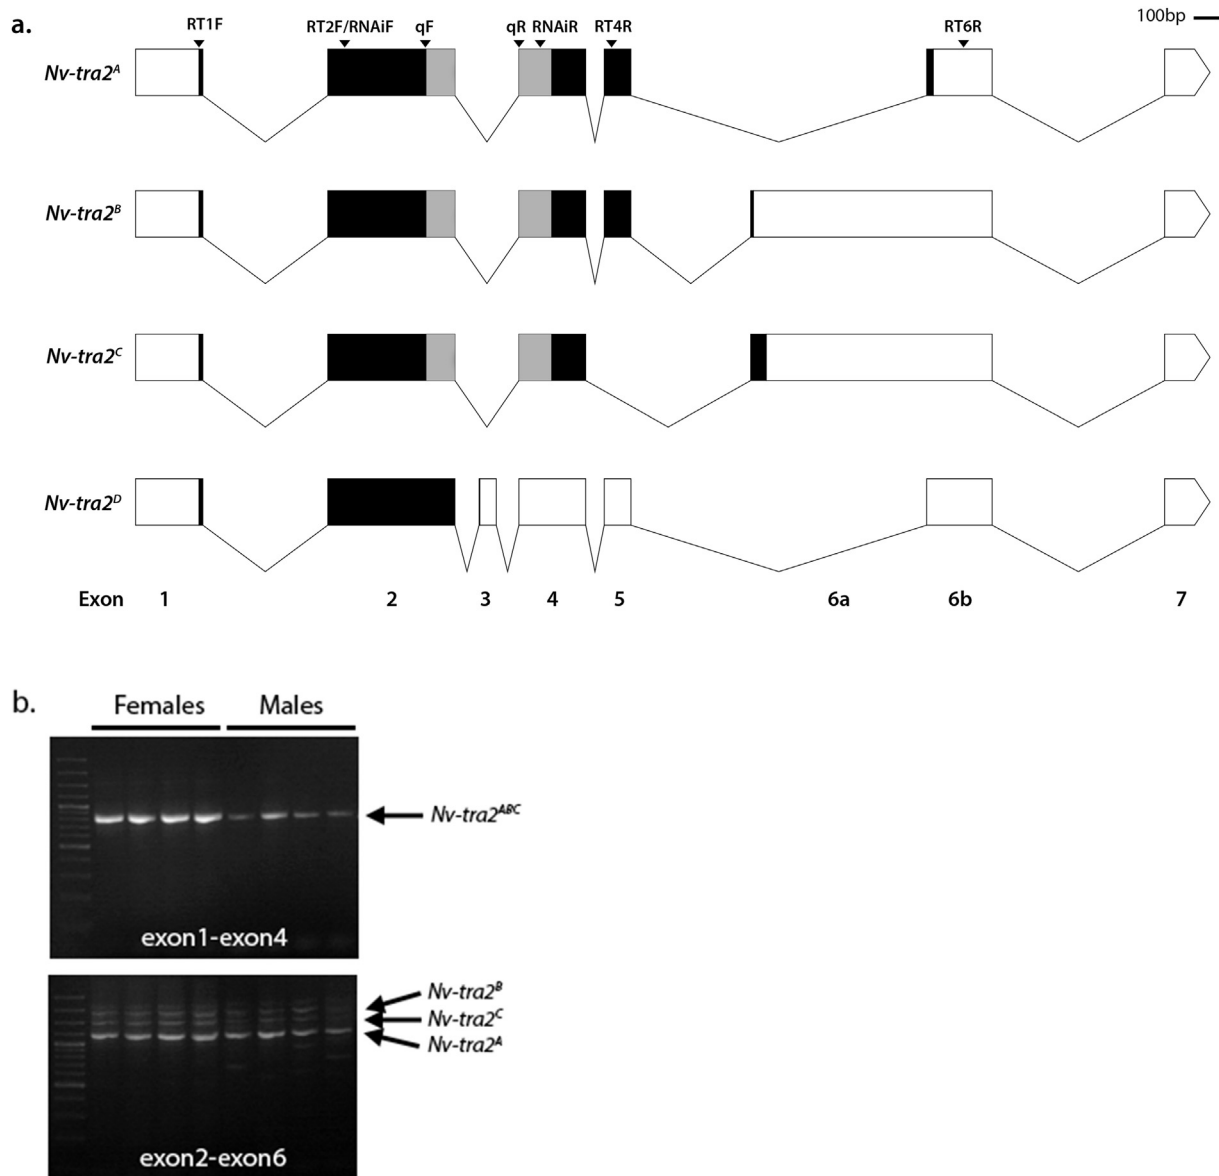 a.
100bp
RT1F RT2F/RNAiF qF qR RNAiR RT4R RT6R
Nv-tra2ᴬ
Nv-tra2ᴮ
Nv-tra2ᶜ
Nv-tra2ᴰ
Exon 1 2 3 4 5 6a 6b 7
b.
Females Males
Nv-tra2ᴬᴮᶜ
exon1-exon4
Nv-tra2ᴮ
Nv-tra2ᶜ
Nv-tra2ᴬ
exon2-exon6